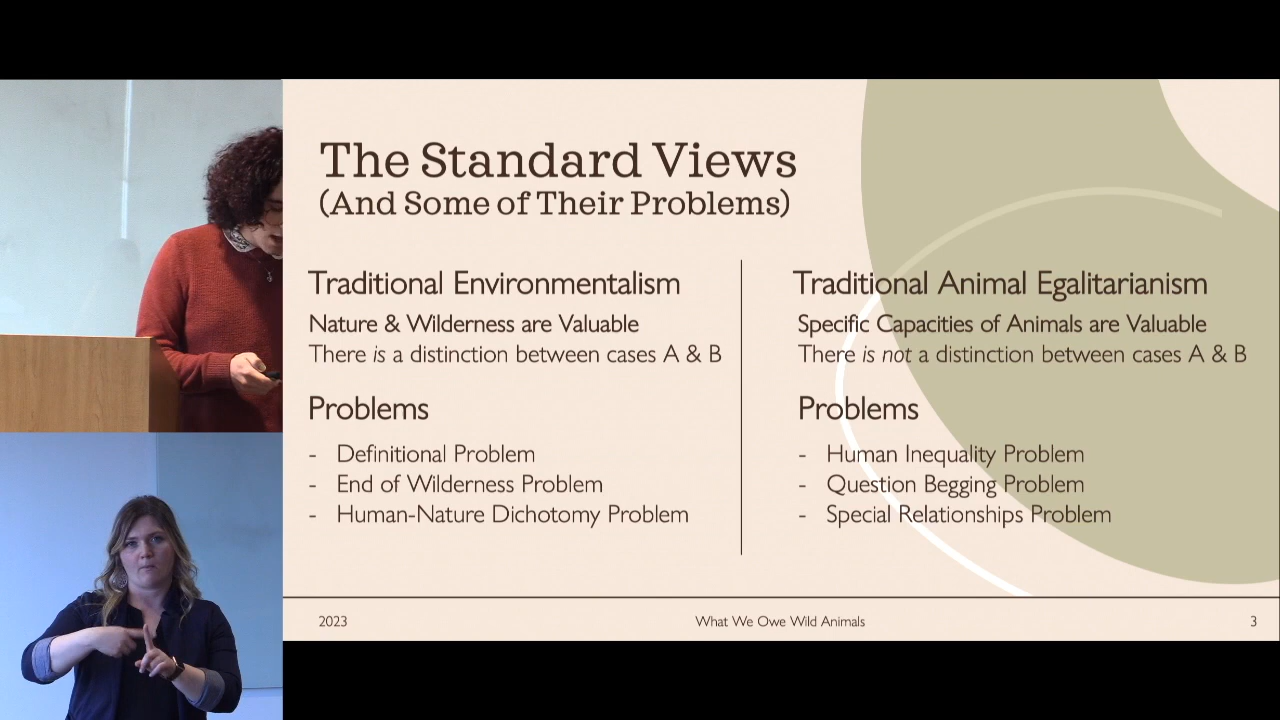 The Standard Views
(And Some of Their Problems)
Traditional Environmentalism
Nature & Wilderness are Valuable
There is a distinction between cases A & B
Problems
- Definitional Problem
- End of Wilderness Problem
- Human-Nature Dichotomy Problem
Traditional Animal Egalitarianism
Specific Capacities of Animals are Valuable
There is not a distinction between cases A & B
Problems
- Human Inequality Problem
- Question Begging Problem
- Special Relationships Problem
2023
What We Owe Wild Animals
3